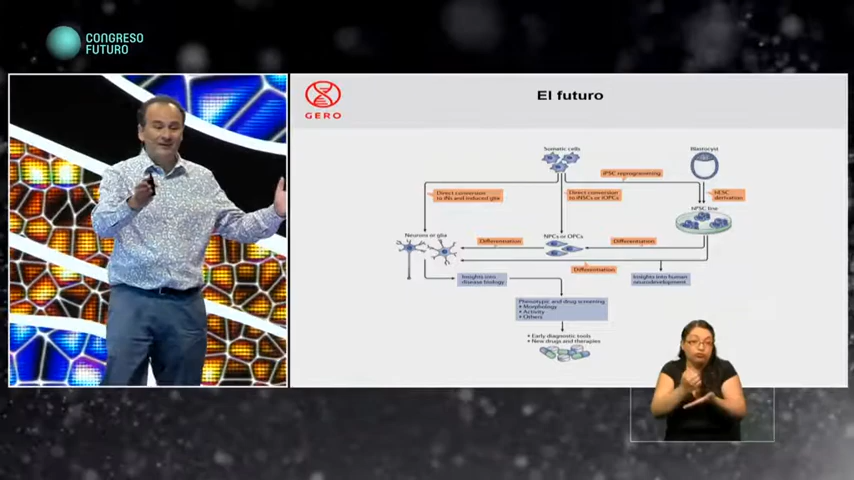 CONGRESO
FUTURO
GERO
El futuro
Somatic cells
Blastocyst
iPSC reprogramming
Direct conversion
to iNs and induced glia
Direct conversion
to iNSCs or iOPCs
hESC
derivation
hPSC line
Neurons or glia
Differentiation
NPCs or OPCs
Differentiation
Differentiation
Insights into
disease biology
Insights into human
neurodevelopment
Phenotypic and drug screening
• Morphology
• Activity
• Others
• Early diagnostic tools
• New drugs and therapies